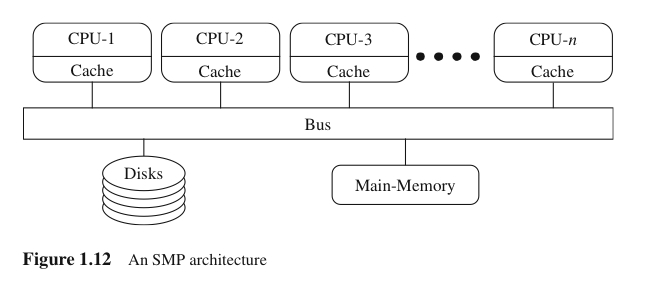 CPU-1 CPU-2 CPU-3 CPU-n
Cache Cache Cache Cache
Bus
Disks
Main-Memory
Figure 1.12 An SMP architecture